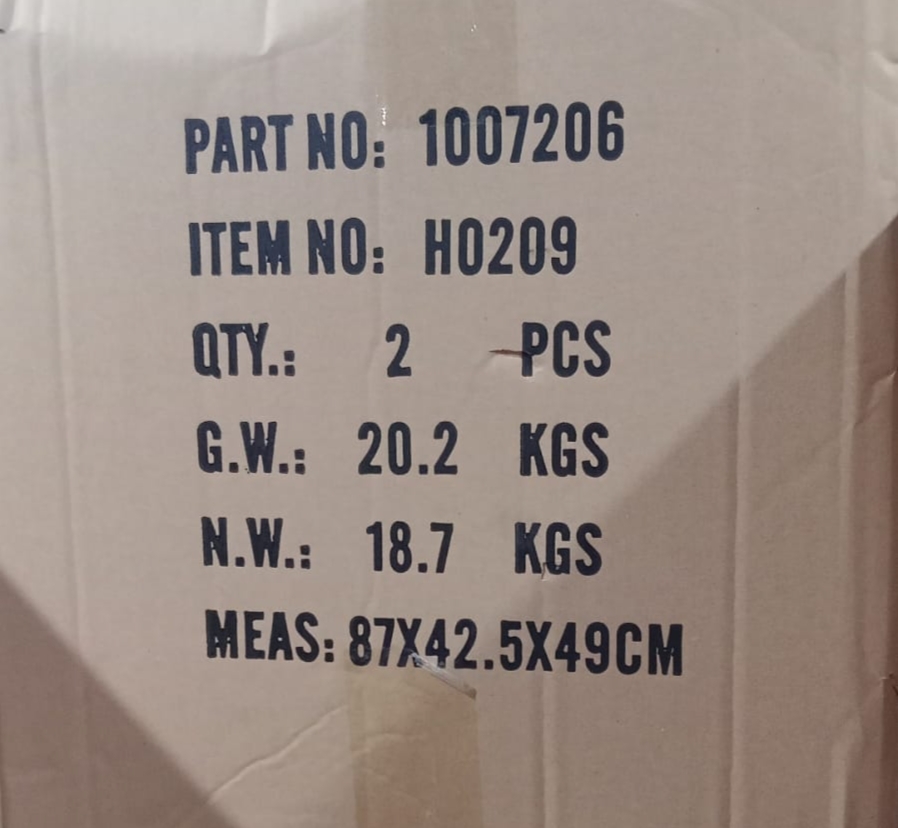 PART NO: 1007206
ITEM NO: H0209
QTY.: 2 PCS
G.W.: 20.2 KGS
N.W.: 18.7 KGS
MEAS: 87X42.5X49CM